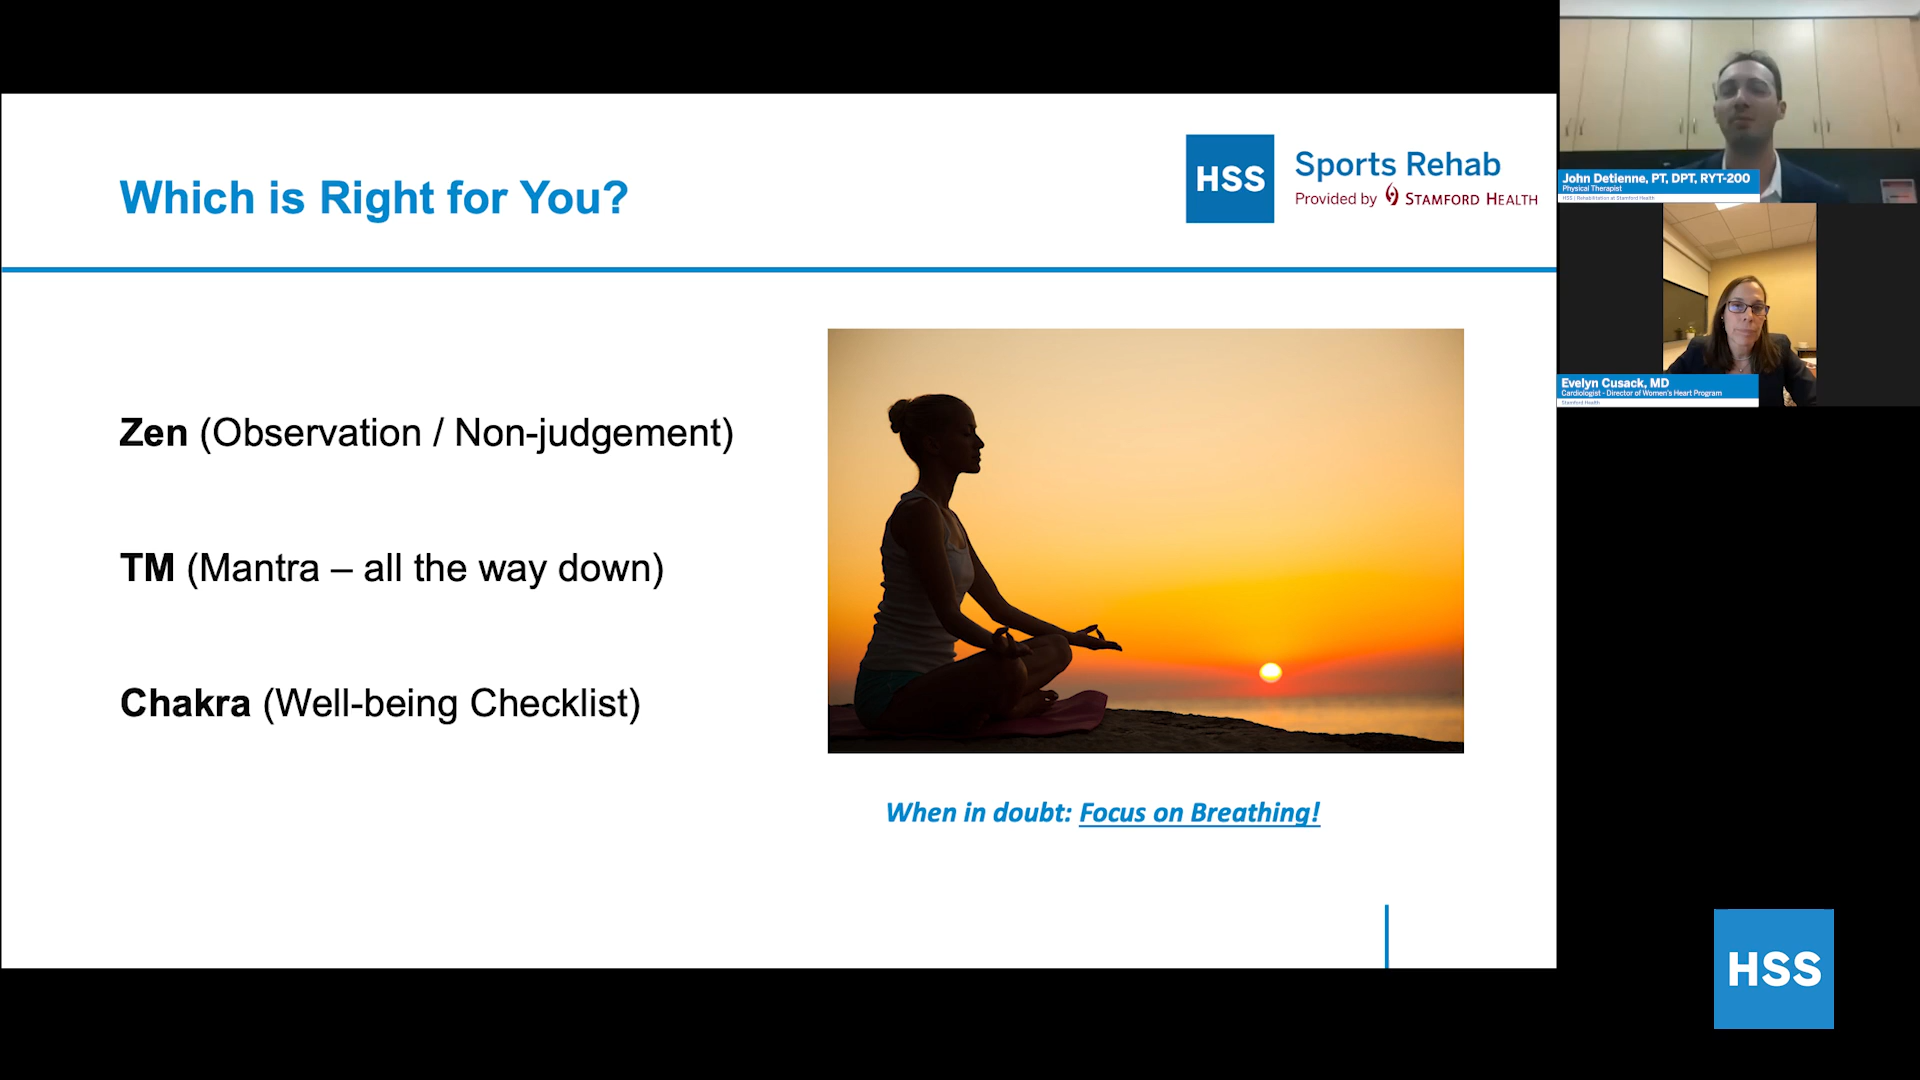 Which is Right for You?
HSS
Sports Rehab
Provided by STAMFORD HEALTH
Zen (Observation / Non-judgement)
TM (Mantra – all the way down)
Chakra (Well-being Checklist)
When in doubt: Focus on Breathing!
John Detienne, PT, DPT, RYT-200
Physical Therapist
HSS | Rehabilitation at Stamford Health
Evelyn Cusack, MD
Cardiologist - Director of Women's Heart Program
Stamford Health
HSS